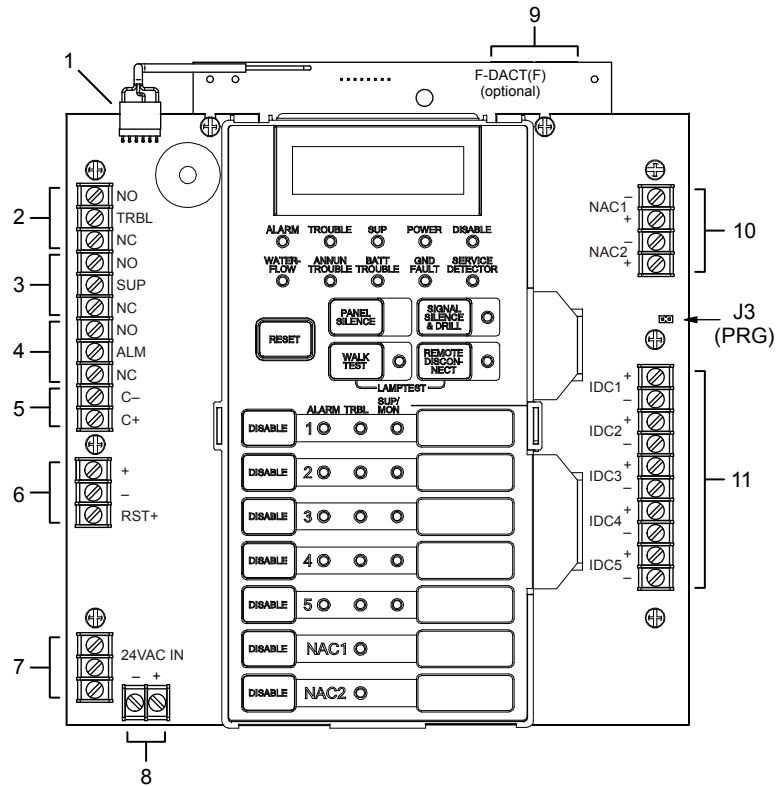 9
1
F-DACT(F)
(optional)
2
NO
TRBL
NC
3
NO
SUP
NC
4
NO
ALM
NC
5
C–
C+
6
+
–
RST+
7
24VAC IN
– +
8
ALARM TROUBLE SUP POWER DISABLE
WATER-
FLOW
ANNUN
TROUBLE
BATT
TROUBLE
GND
FAULT
SERVICE
DETECTOR
RESET
PANEL
SILENCE
SIGNAL
SILENCE
& DRILL
WALK
TEST
REMOTE
DISCON-
NECT
LAMPTEST
ALARM TRBL SUP/
MON
DISABLE 1
DISABLE 2
DISABLE 3
DISABLE 4
DISABLE 5
DISABLE NAC1
DISABLE NAC2
NAC1 –
+
NAC2 –
+
10
J3
(PRG)
IDC1 +
–
IDC2 +
–
IDC3 +
–
IDC4 +
–
IDC5 +
–
11